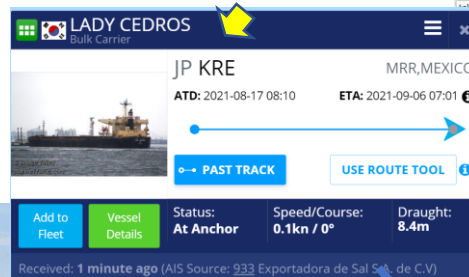 LADY CEDROS
Bulk Carrier
JP KRE
MRR,MEXICO
ATD: 2021-08-17 08:10
ETA: 2021-09-06 07:01
PAST TRACK
USE ROUTE TOOL
Add to Fleet
Vessel Details
Status:
At Anchor
Speed/Course:
0.1kn / 0°
Draught:
8.4m
Received: 1 minute ago (AIS Source: 933 Exportadora de Sal S.A. de C.V)